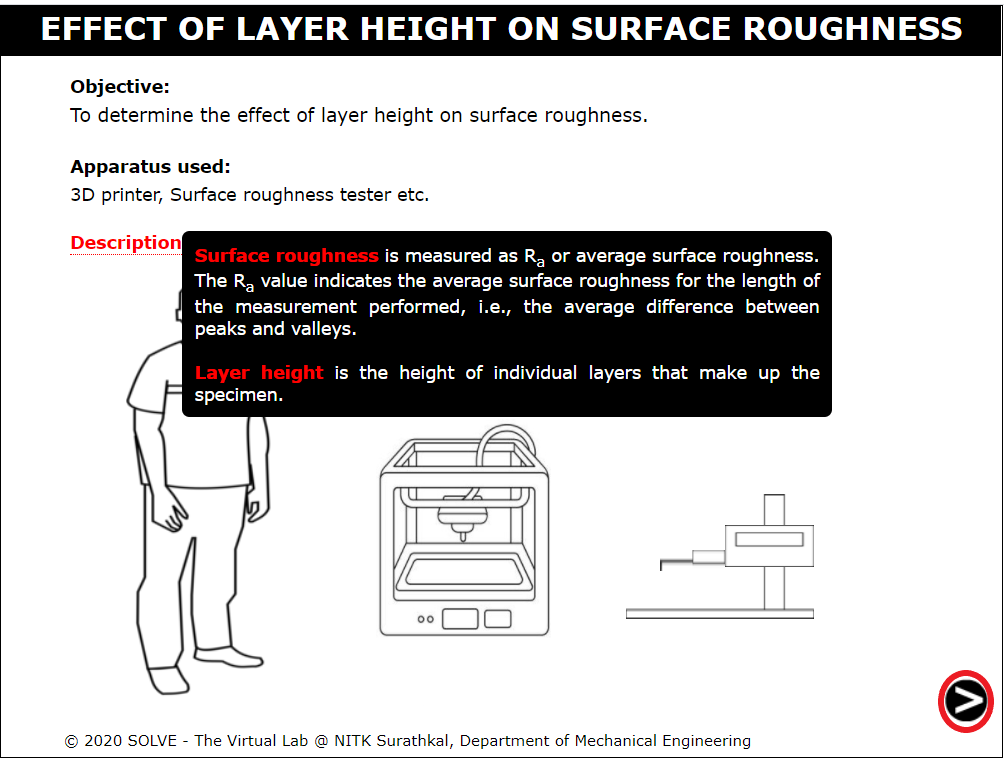 EFFECT OF LAYER HEIGHT ON SURFACE ROUGHNESS
Objective:
To determine the effect of layer height on surface roughness.
Apparatus used:
3D printer, Surface roughness tester etc.
Description
Surface roughness is measured as Ra or average surface roughness.
The Ra value indicates the average surface roughness for the length of
the measurement performed, i.e., the average difference between
peaks and valleys.
Layer height is the height of individual layers that make up the
specimen.
© 2020 SOLVE - The Virtual Lab @ NITK Surathkal, Department of Mechanical Engineering